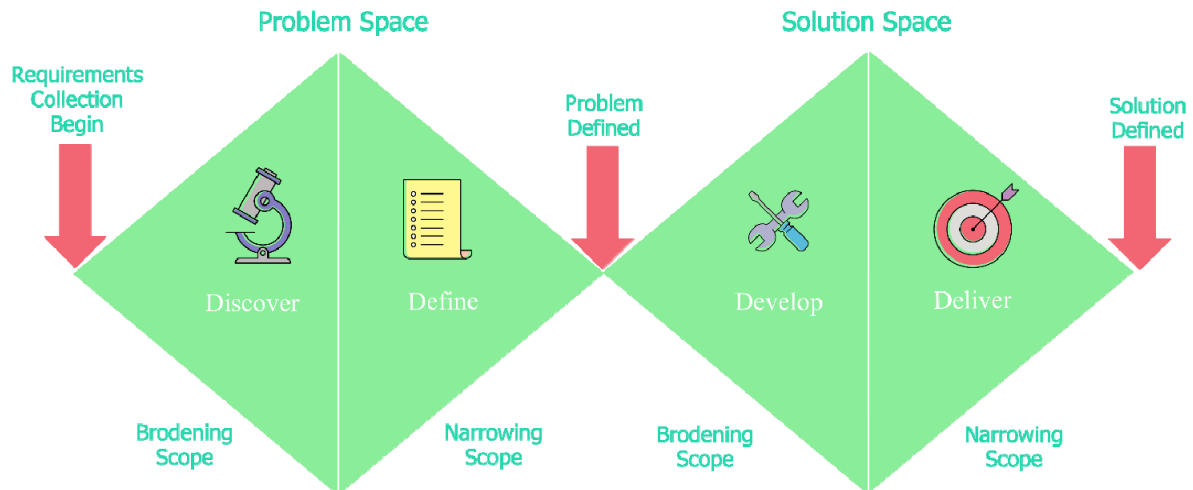 Problem Space
Solution Space
Requirements
Collection
Begin
Problem
Defined
Solution
Defined
Discover
Define
Develop
Deliver
Brodening
Scope
Narrowing
Scope
Brodening
Scope
Narrowing
Scope